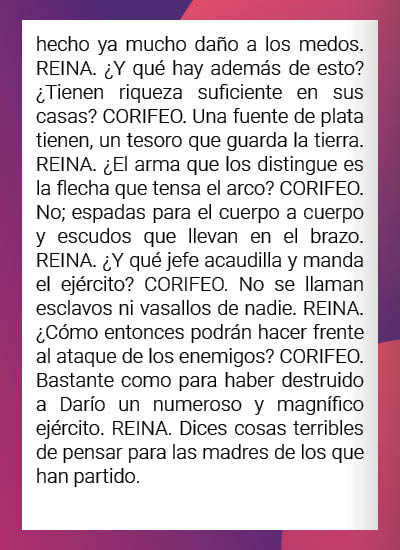 hecho ya mucho daño a los medos.
REINA. ¿Y qué hay además de esto?
¿Tienen riqueza suficiente en sus
casas? CORIFEO. Una fuente de plata
tienen, un tesoro que guarda la tierra.
REINA. ¿El arma que los distingue es
la flecha que tensa el arco? CORIFEO.
No; espadas para el cuerpo a cuerpo
y escudos que llevan en el brazo.
REINA. ¿Y qué jefe acaudilla y manda
el ejército? CORIFEO. No se llaman
esclavos ni vasallos de nadie. REINA.
¿Cómo entonces podrán hacer frente
al ataque de los enemigos? CORIFEO.
Bastante como para haber destruido
a Darío un numeroso y magnífico
ejército. REINA. Dices cosas terribles
de pensar para las madres de los que
han partido.